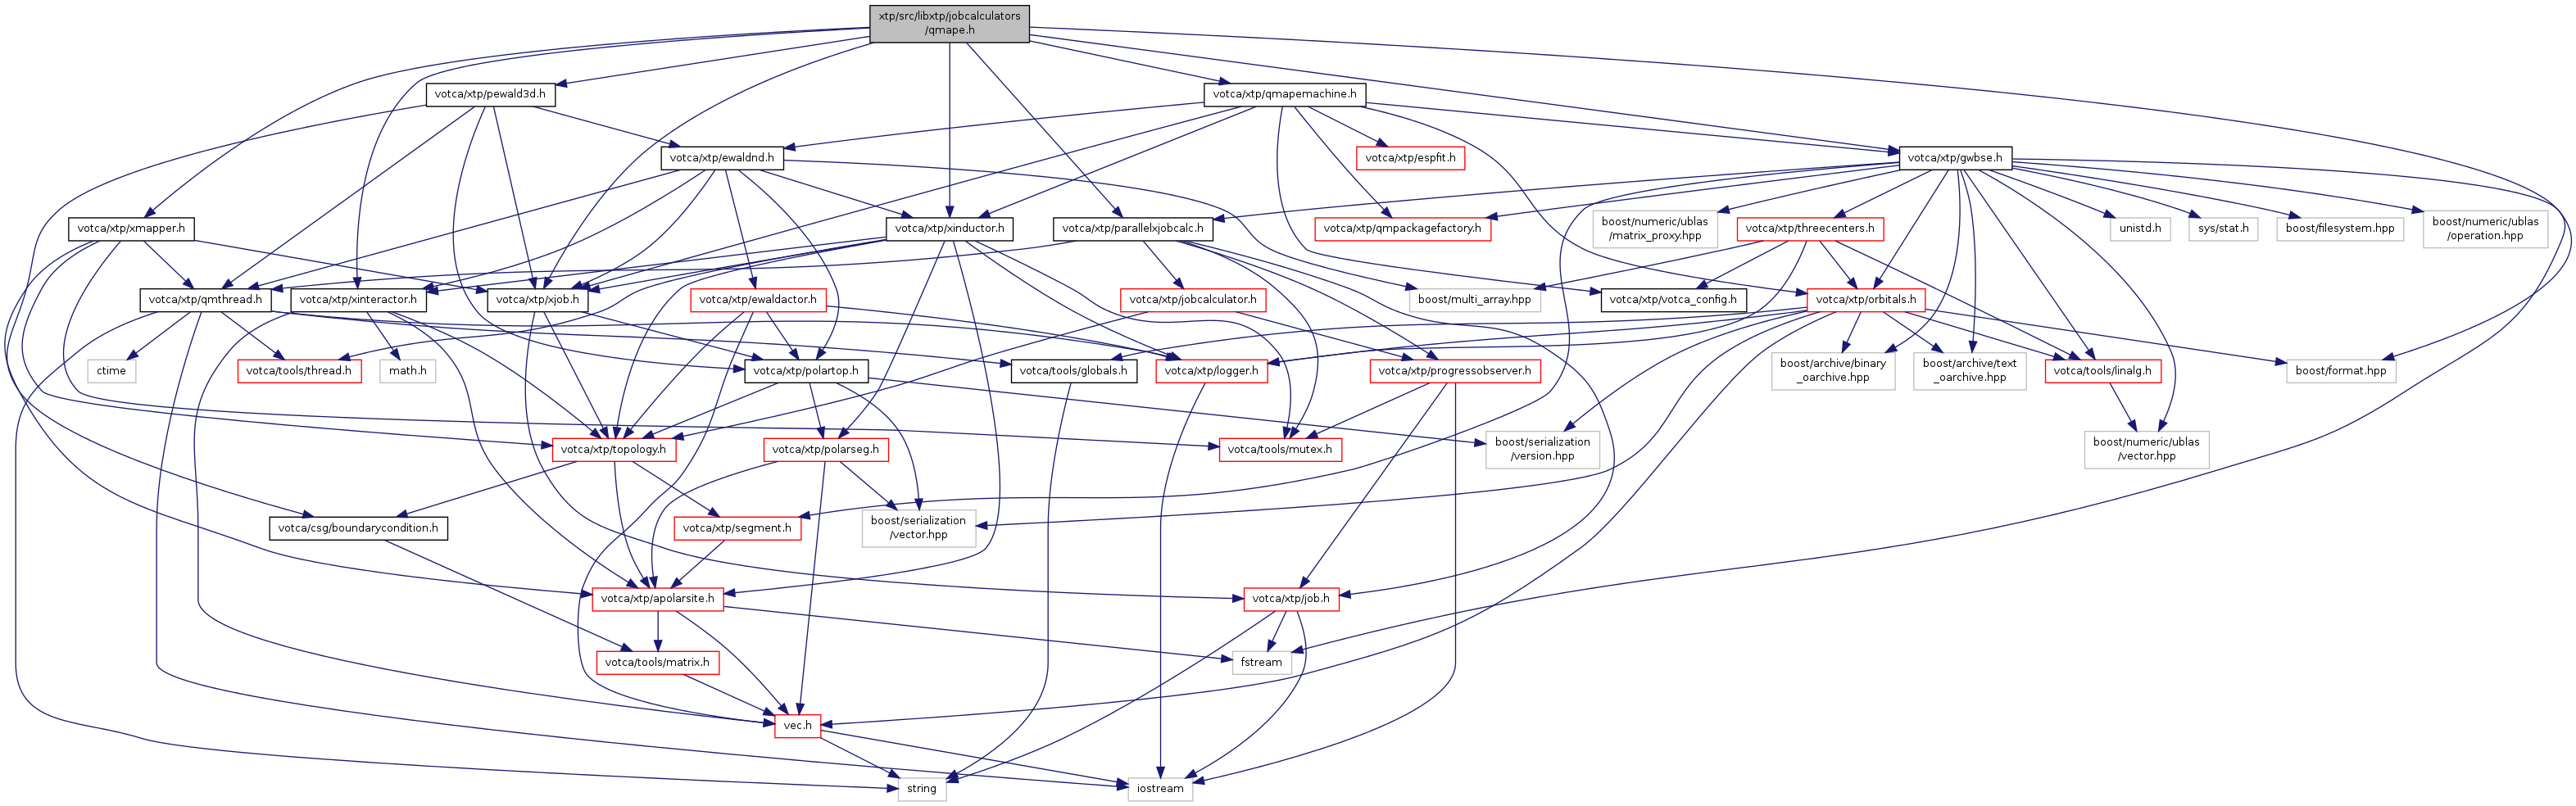 xtp/src/libxtp/jobcalculators
/qmape.h
votca/xtp/pewald3d.h
votca/xtp/qmapemachine.h
votca/xtp/ewaldnd.h
votca/xtp/espfit.h
votca/xtp/gwbse.h
votca/xtp/xmapper.h
votca/xtp/xinductor.h
votca/xtp/parallelxjobcalc.h
votca/xtp/qmpackagefactory.h
boost/numeric/ublas
/matrix_proxy.hpp
votca/xtp/threecenters.h
unistd.h
sys/stat.h
boost/filesystem.hpp
boost/numeric/ublas
/operation.hpp
votca/xtp/qmthread.h
votca/xtp/xinteractor.h
votca/xtp/xjob.h
votca/xtp/ewaldactor.h
votca/xtp/jobcalculator.h
boost/multi_array.hpp
votca/xtp/votca_config.h
votca/xtp/orbitals.h
ctime
votca/tools/thread.h
math.h
votca/xtp/polartop.h
votca/tools/globals.h
votca/xtp/logger.h
votca/xtp/progressobserver.h
boost/archive/binary
_oarchive.hpp
boost/archive/text
_oarchive.hpp
votca/tools/linalg.h
boost/format.hpp
votca/xtp/topology.h
votca/xtp/polarseg.h
votca/tools/mutex.h
boost/serialization
/version.hpp
boost/numeric/ublas
/vector.hpp
votca/csg/boundarycondition.h
votca/xtp/segment.h
boost/serialization
/vector.hpp
votca/xtp/apolarsite.h
votca/xtp/job.h
votca/tools/matrix.h
fstream
vec.h
string
iostream